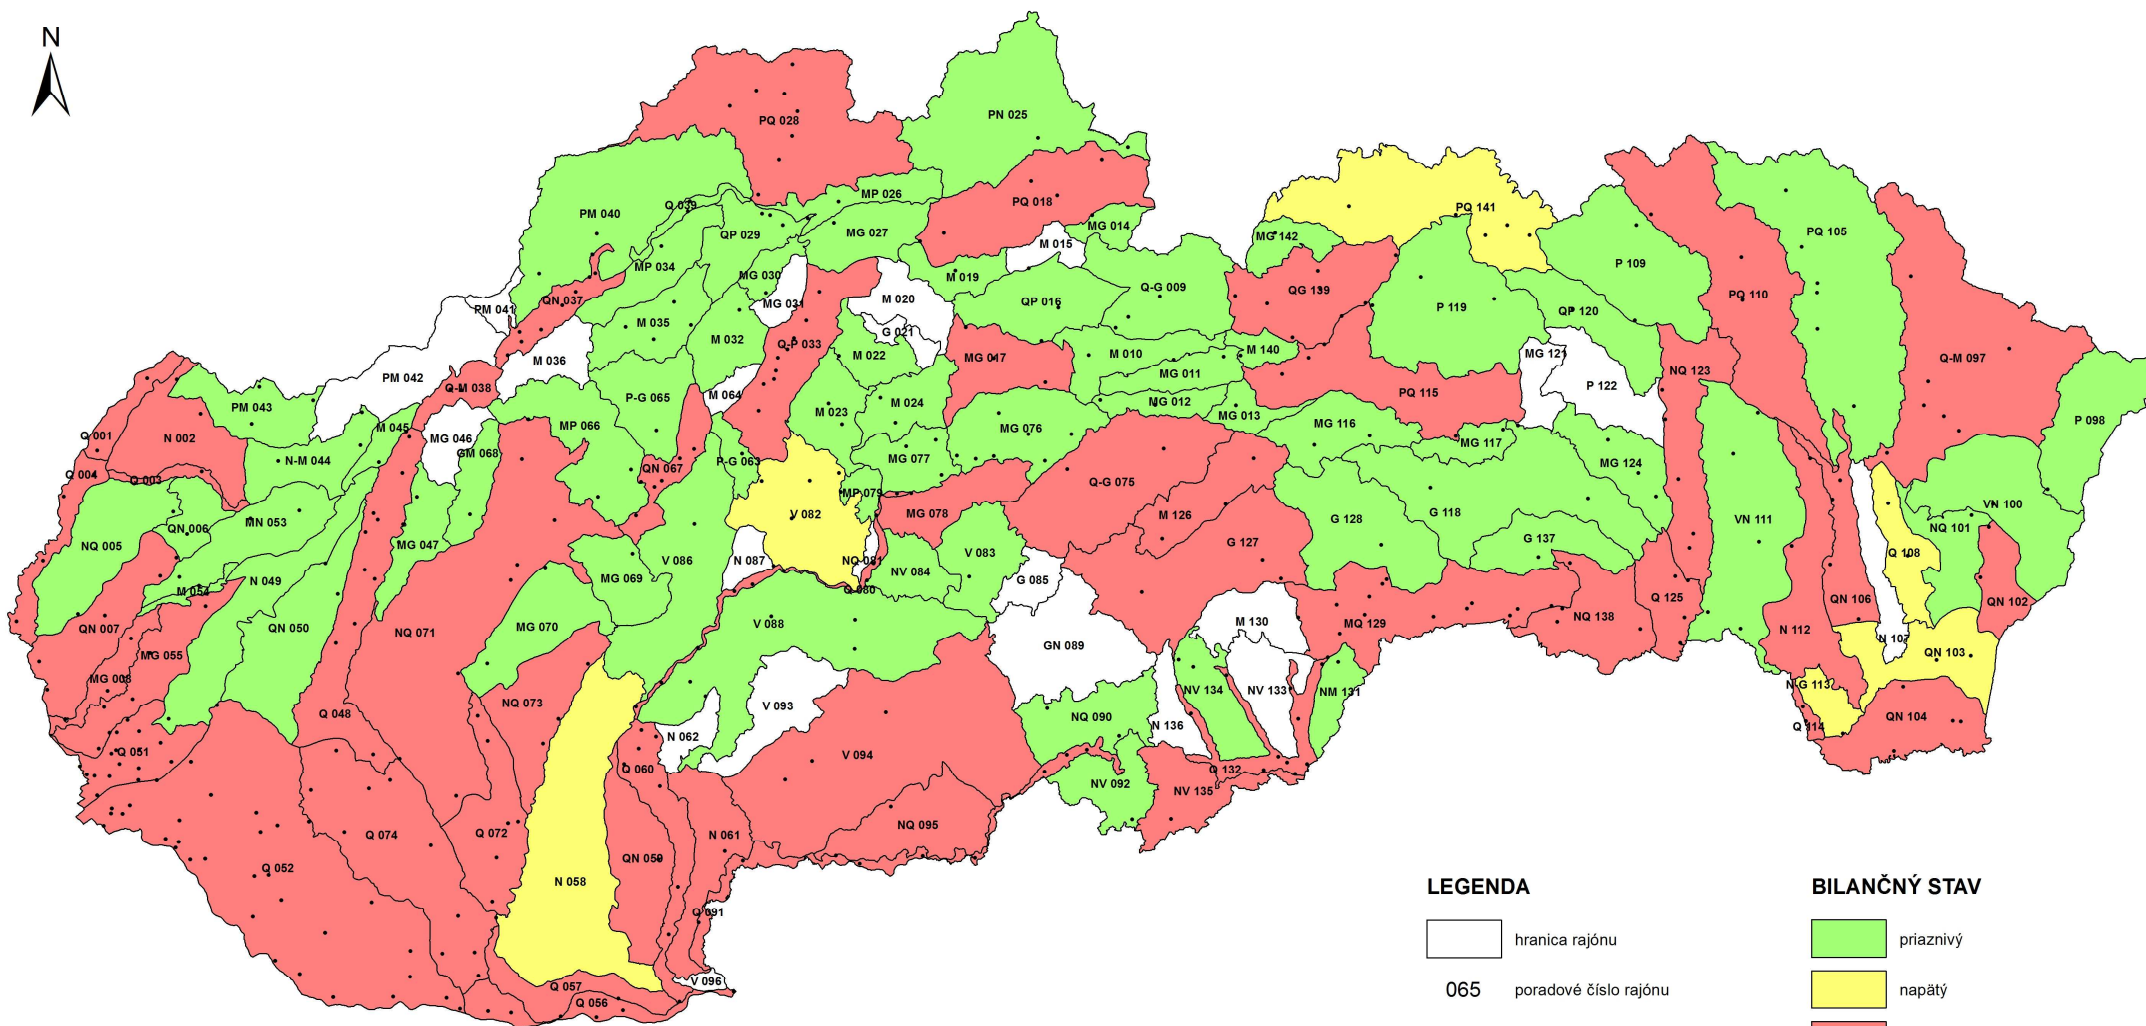 N
PN 025
PQ 028
MP 026
PQ 018
PM 040
Q 039
QP 029
MG 027
MG 014
M 015
PQ 141
MG 142
PQ 105
P 109
MP 034
MG 030
M 019
MG 031
M 020
QP 016
Q-G 009
QG 139
PQ 110
QN 037
PM 041
M 035
M 032
G 021
P 119
QP 120
Q-P 033
M 022
MG 017
M 010
M 140
MG 121
Q-M 097
M 036
MG 011
P 122
NQ 123
PM 042
Q-M 038
P-G 065
M 064
M 023
M 024
MG 012
MG 013
PQ 115
PM 043
P 098
M 045
MP 066
MG 076
MG 116
MG 117
Q 001
N 002
MG 046
GM 068
N-M 044
P-G 063
MG 077
MG 124
Q 004
Q 003
QN 067
Q-G 075
MP 079
VN 100
QN 006
MN 053
V 082
MG 078
M 126
G 128
G 118
VN 111
NQ 101
NQ 005
MG 047
V 086
G 127
G 137
Q 108
N 087
NQ 081
V 083
MG 069
NV 084
G 085
M 054
N 049
Q 080
QN 050
V 088
QN 106
QN 102
QN 007
NQ 071
MG 070
M 130
MQ 129
NQ 138
Q 125
N 112
N 107
MG 055
GN 089
QN 103
MG 008
NQ 073
NV 134
NV 133
NM 131
N-G 113
V 093
NQ 090
N 136
Q 048
Q 114
QN 104
N 062
Q 051
V 094
Q 060
Q 132
NV 092
NV 135
Q 074
Q 072
N 061
NQ 095
QN 059
Q 052
N 058
Q 091
V 096
Q 057
Q 056
LEGENDA
BILANČNÝ STAV
hranica rajónu
priaznivý
065
poradové číslo rajónu
napätý